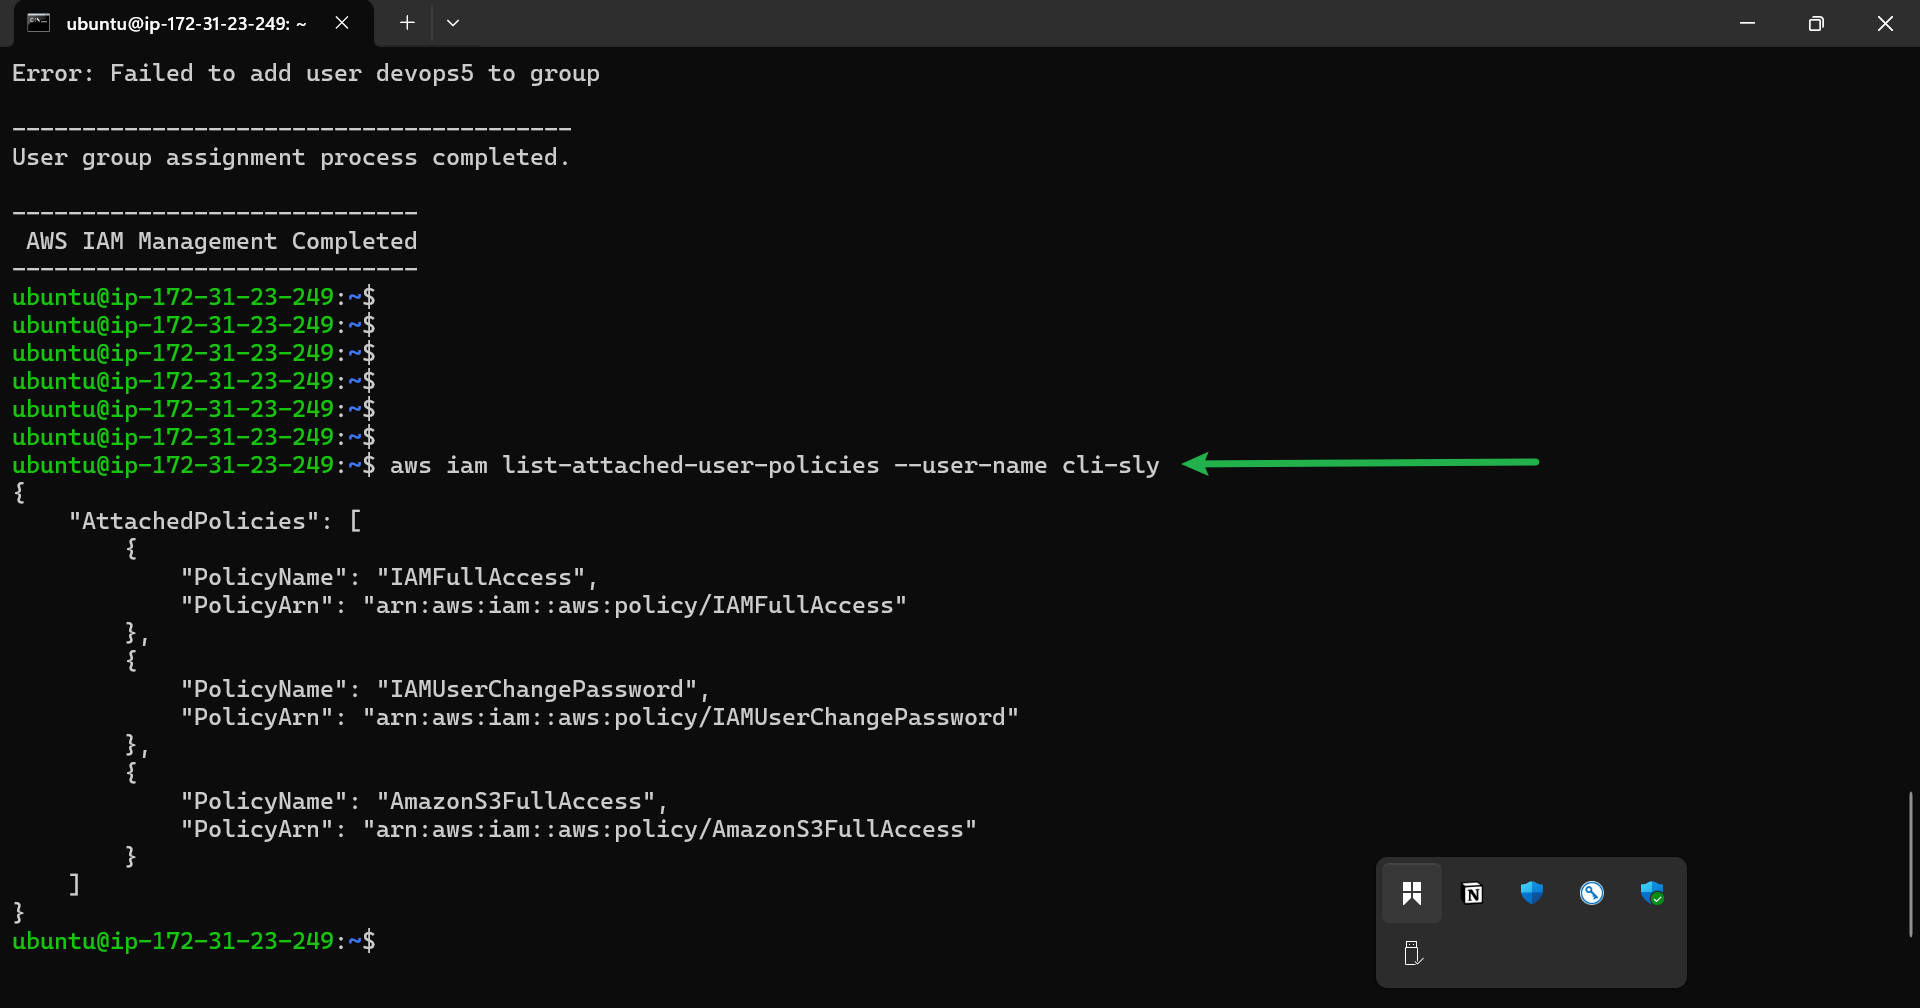 ubuntu@ip-172-31-23-249: ~
Error: Failed to add user devops5 to group
----------------------------------------
User group assignment process completed.
-----------------------------
 AWS IAM Management Completed
-----------------------------
ubuntu@ip-172-31-23-249:~$
ubuntu@ip-172-31-23-249:~$
ubuntu@ip-172-31-23-249:~$
ubuntu@ip-172-31-23-249:~$
ubuntu@ip-172-31-23-249:~$
ubuntu@ip-172-31-23-249:~$
ubuntu@ip-172-31-23-249:~$ aws iam list-attached-user-policies --user-name cli-sly
{
    "AttachedPolicies": [
        {
            "PolicyName": "IAMFullAccess",
            "PolicyArn": "arn:aws:iam::aws:policy/IAMFullAccess"
        },
        {
            "PolicyName": "IAMUserChangePassword",
            "PolicyArn": "arn:aws:iam::aws:policy/IAMUserChangePassword"
        },
        {
            "PolicyName": "AmazonS3FullAccess",
            "PolicyArn": "arn:aws:iam::aws:policy/AmazonS3FullAccess"
        }
    ]
}
ubuntu@ip-172-31-23-249:~$